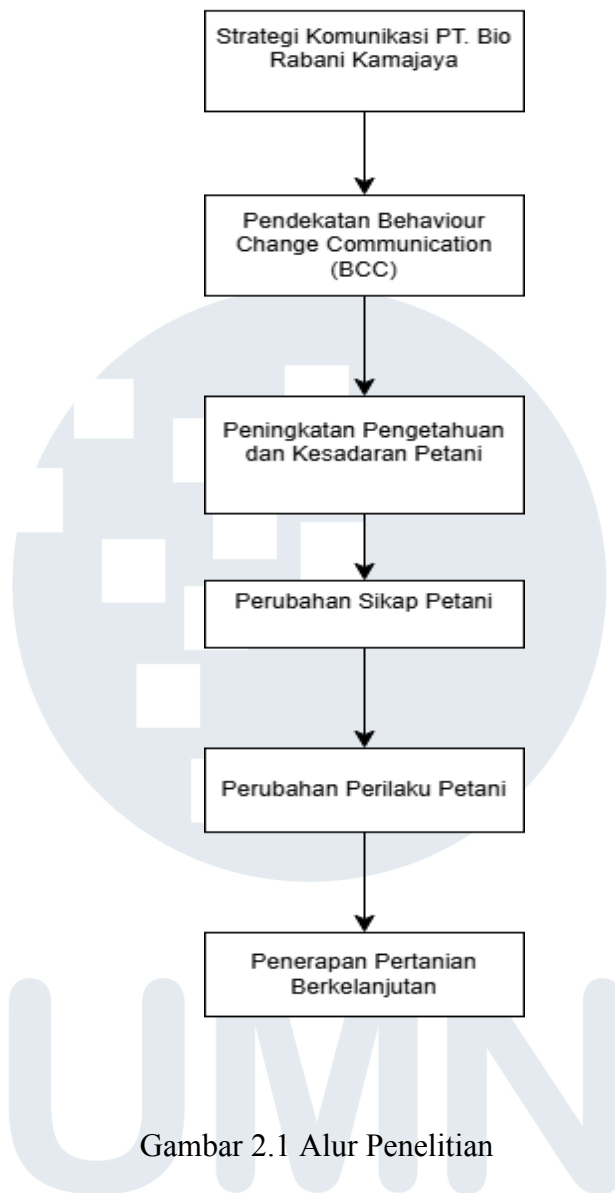 Strategi Komunikasi PT. Bio
Rabani Kamajaya
Pendekatan Behaviour
Change Communication
(BCC)
Peningkatan Pengetahuan
dan Kesadaran Petani
Perubahan Sikap Petani
Perubahan Perilaku Petani
Penerapan Pertanian
Berkelanjutan
UMN
Gambar 2.1 Alur Penelitian